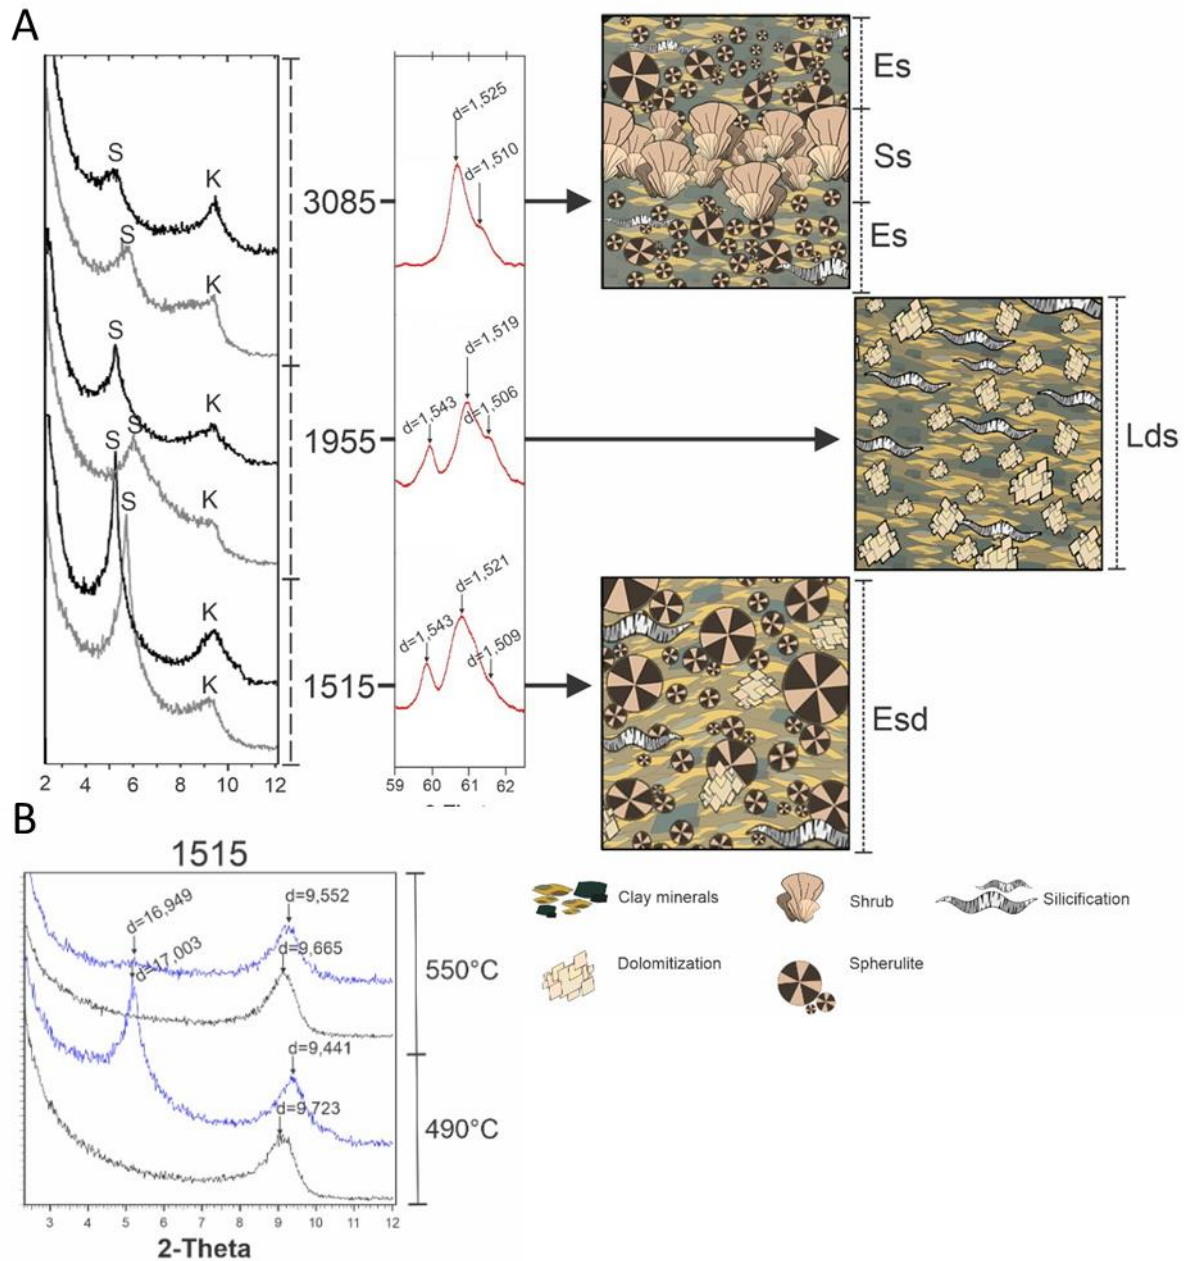 A
S
K
S
K
S
K
S
K
S
S
K
K
2 4 6 8 10 12
3085
1955
1515
d=1,525
d=1,510
d=1,519
d=1,543
d=1,506
d=1,521
d=1,543
d=1,509
59 60 61 62
Es
Ss
Es
Lds
Esd
B
1515
d=16,949
d=17,003
d=9,552
d=9,665
d=9,441
d=9,723
550°C
490°C
3 4 5 6 7 8 9 10 11 12
2-Theta
Clay minerals
Shrub
Silicification
Dolomitization
Spherulite